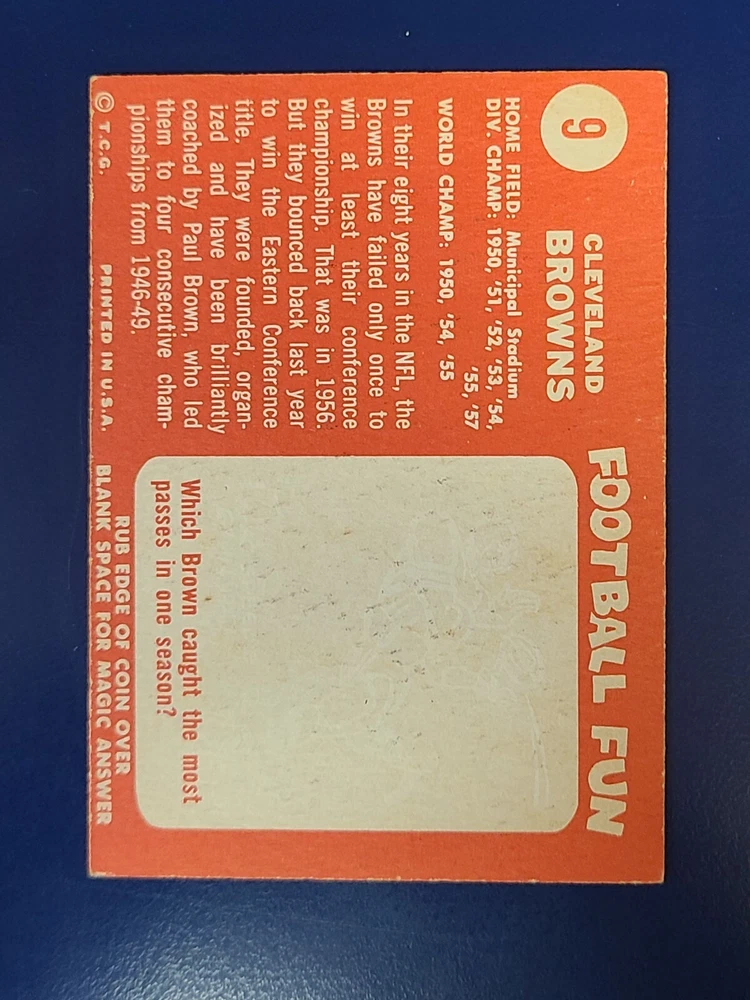 9
CLEVELAND
BROWNS
HOME FIELD: Municipal Stadium
DIV. CHAMP: 1950, '51, '52, '53, '54,
'55, '57
WORLD CHAMP: 1950, '54, '55
In their eight years in the NFL, the
Browns have failed only once to
win at least their conference
championship. That was in 1956.
But they bounced back last year
to win the Eastern Conference
title. They were founded, organ-
ized and have been brilliantly
coached by Paul Brown, who led
them to four consecutive cham-
pionships from 1946-49.
© T.C.G. PRINTED IN U.S.A.
FOOTBALL FUN
Which Brown caught the most
passes in one season?
RUB EDGE OF COIN OVER
BLANK SPACE FOR MAGIC ANSWER